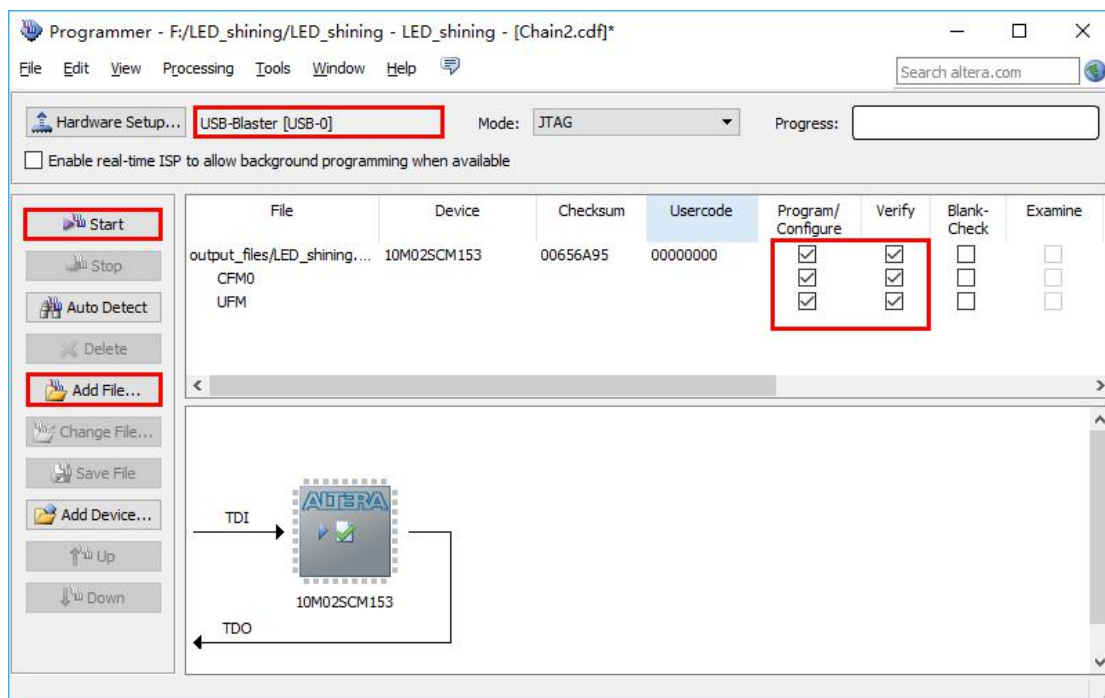 Programmer - F:/LED_shining/LED_shining - LED_shining - [Chain2.cdf]*
File Edit View Processing Tools Window Help
Search altera.com
Hardware Setup... USB-Blaster [USB-0] Mode: JTAG Progress:
Enable real-time ISP to allow background programming when available
Start
Stop
Auto Detect
Delete
Add File...
Change File...
Save File
Add Device...
Up
Down
File Device Checksum Usercode Program/ Verify Blank- Examine
Configure Check
output_files/LED_shining.... 10M02SCM153 00656A95 00000000
CFM0
UFM
TDI
ALTERA
10M02SCM153
TDO